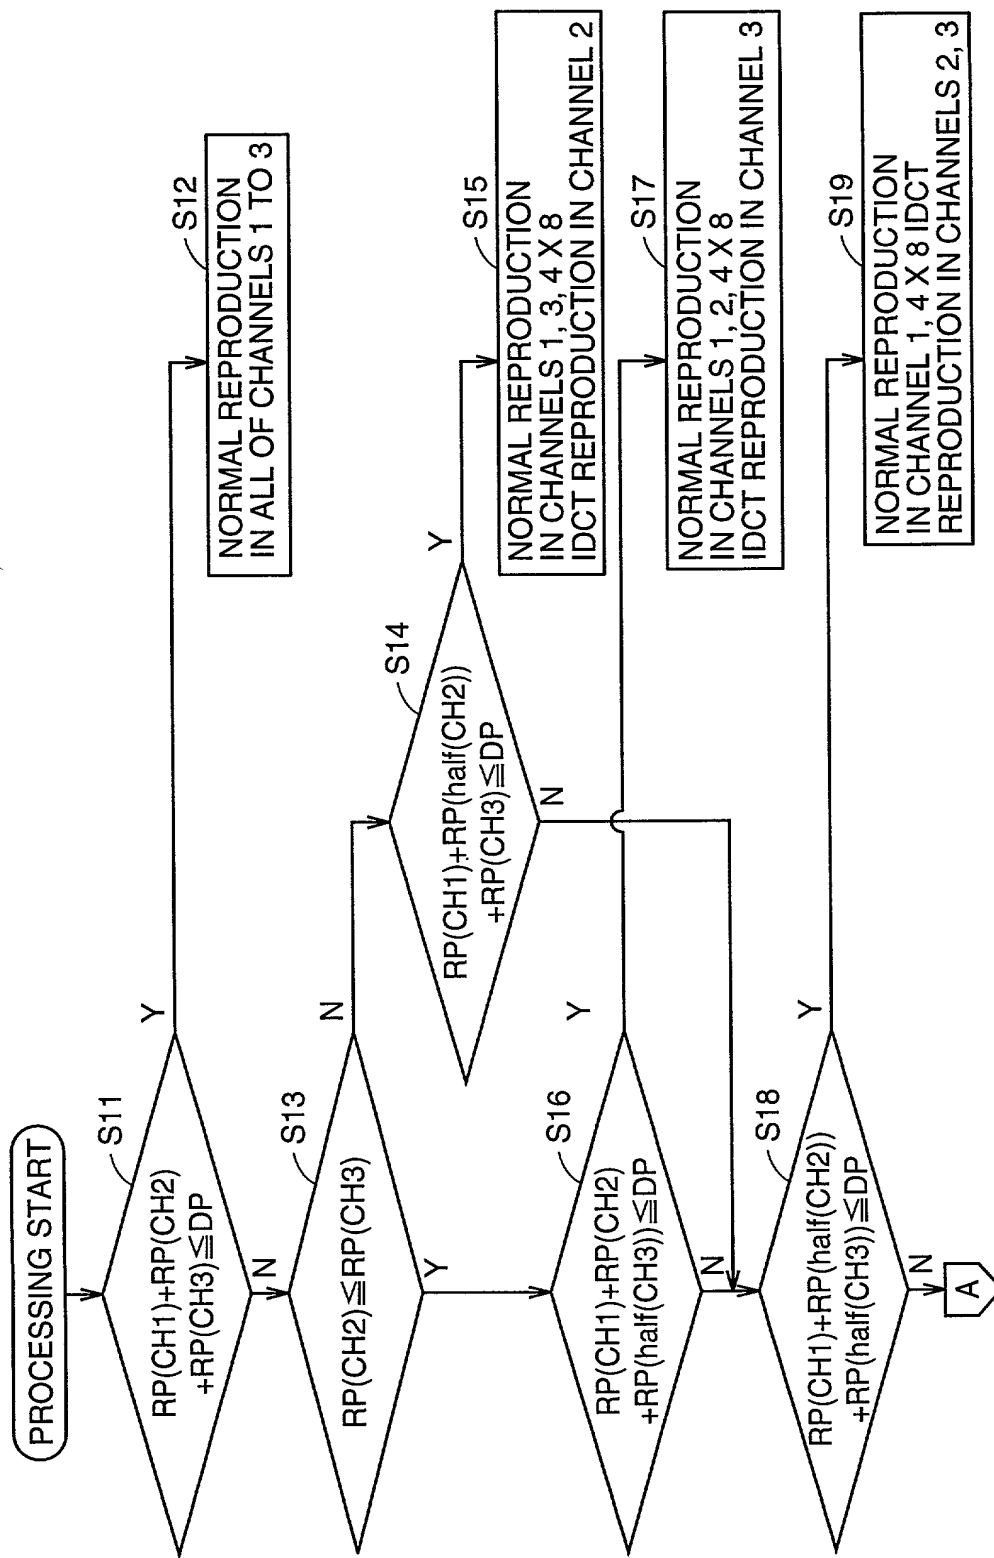 PROCESSING START
S11
RP(CH1)+RP(CH2)
+RP(CH3)≦DP
Y
N
S12
NORMAL REPRODUCTION
IN ALL OF CHANNELS 1 TO 3
S13
RP(CH2)≦RP(CH3)
N
Y
S14
RP(CH1)+RP(half(CH2))
+RP(CH3)≦DP
Y
N
S15
NORMAL REPRODUCTION
IN CHANNELS 1, 3, 4 X 8
IDCT REPRODUCTION IN CHANNEL 2
S16
RP(CH1)+RP(CH2)
+RP(half(CH3))≦DP
Y
N
S17
NORMAL REPRODUCTION
IN CHANNELS 1, 2, 4 X 8
IDCT REPRODUCTION IN CHANNEL 3
S18
RP(CH1)+RP(half(CH2))
+RP(half(CH3))≦DP
Y
N
S19
NORMAL REPRODUCTION
IN CHANNEL 1, 4 X 8 IDCT
REPRODUCTION IN CHANNELS 2, 3
A